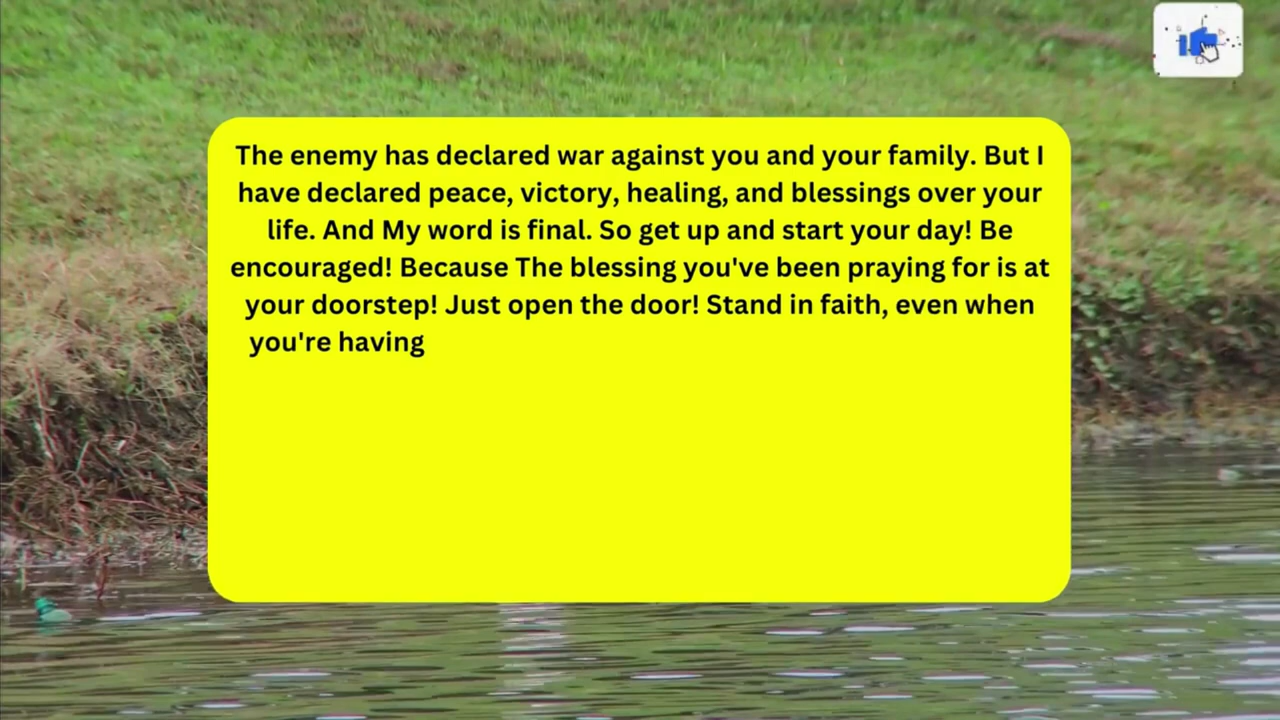 The enemy has declared war against you and your family. But I
have declared peace, victory, healing, and blessings over your
life. And My word is final. So get up and start your day! Be
encouraged! Because The blessing you've been praying for is at
your doorstep! Just open the door! Stand in faith, even when
you're having